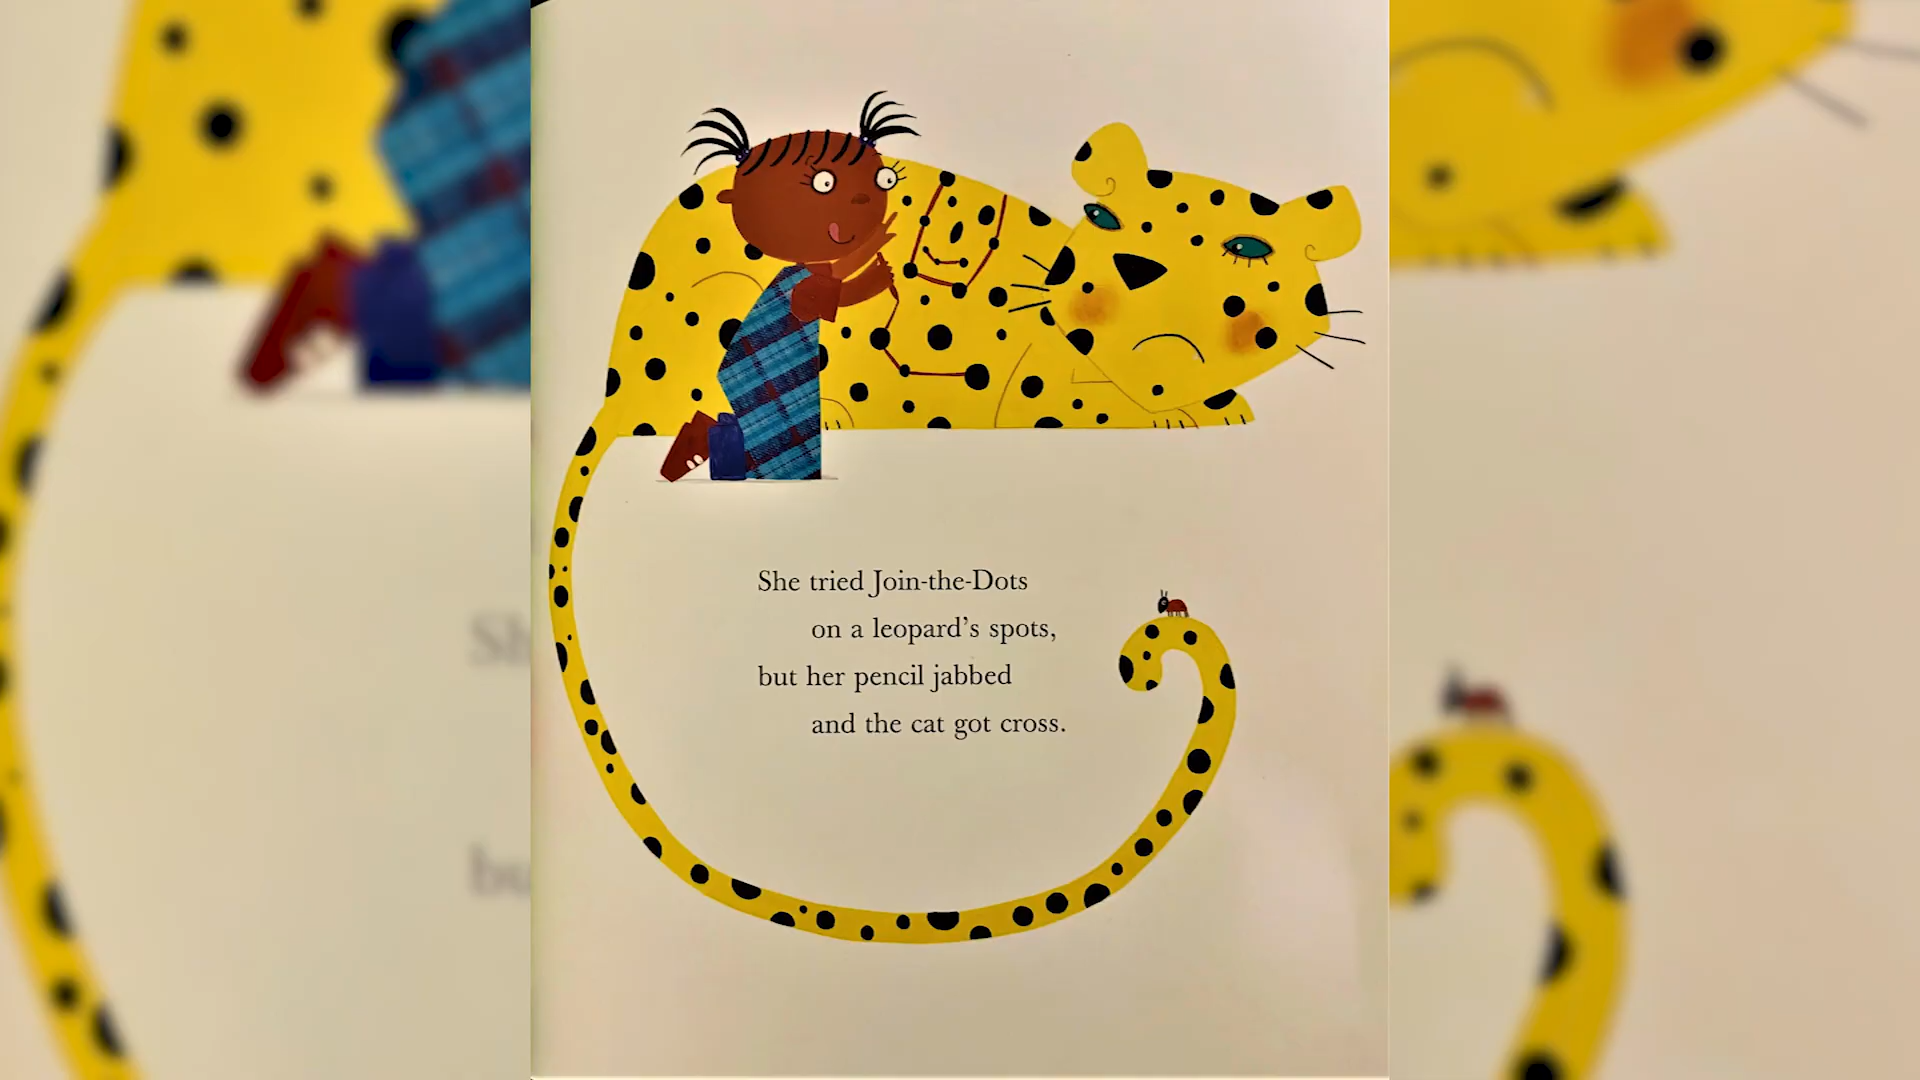 She tried Join-the-Dots
on a leopard’s spots,
but her pencil jabbed
and the cat got cross.